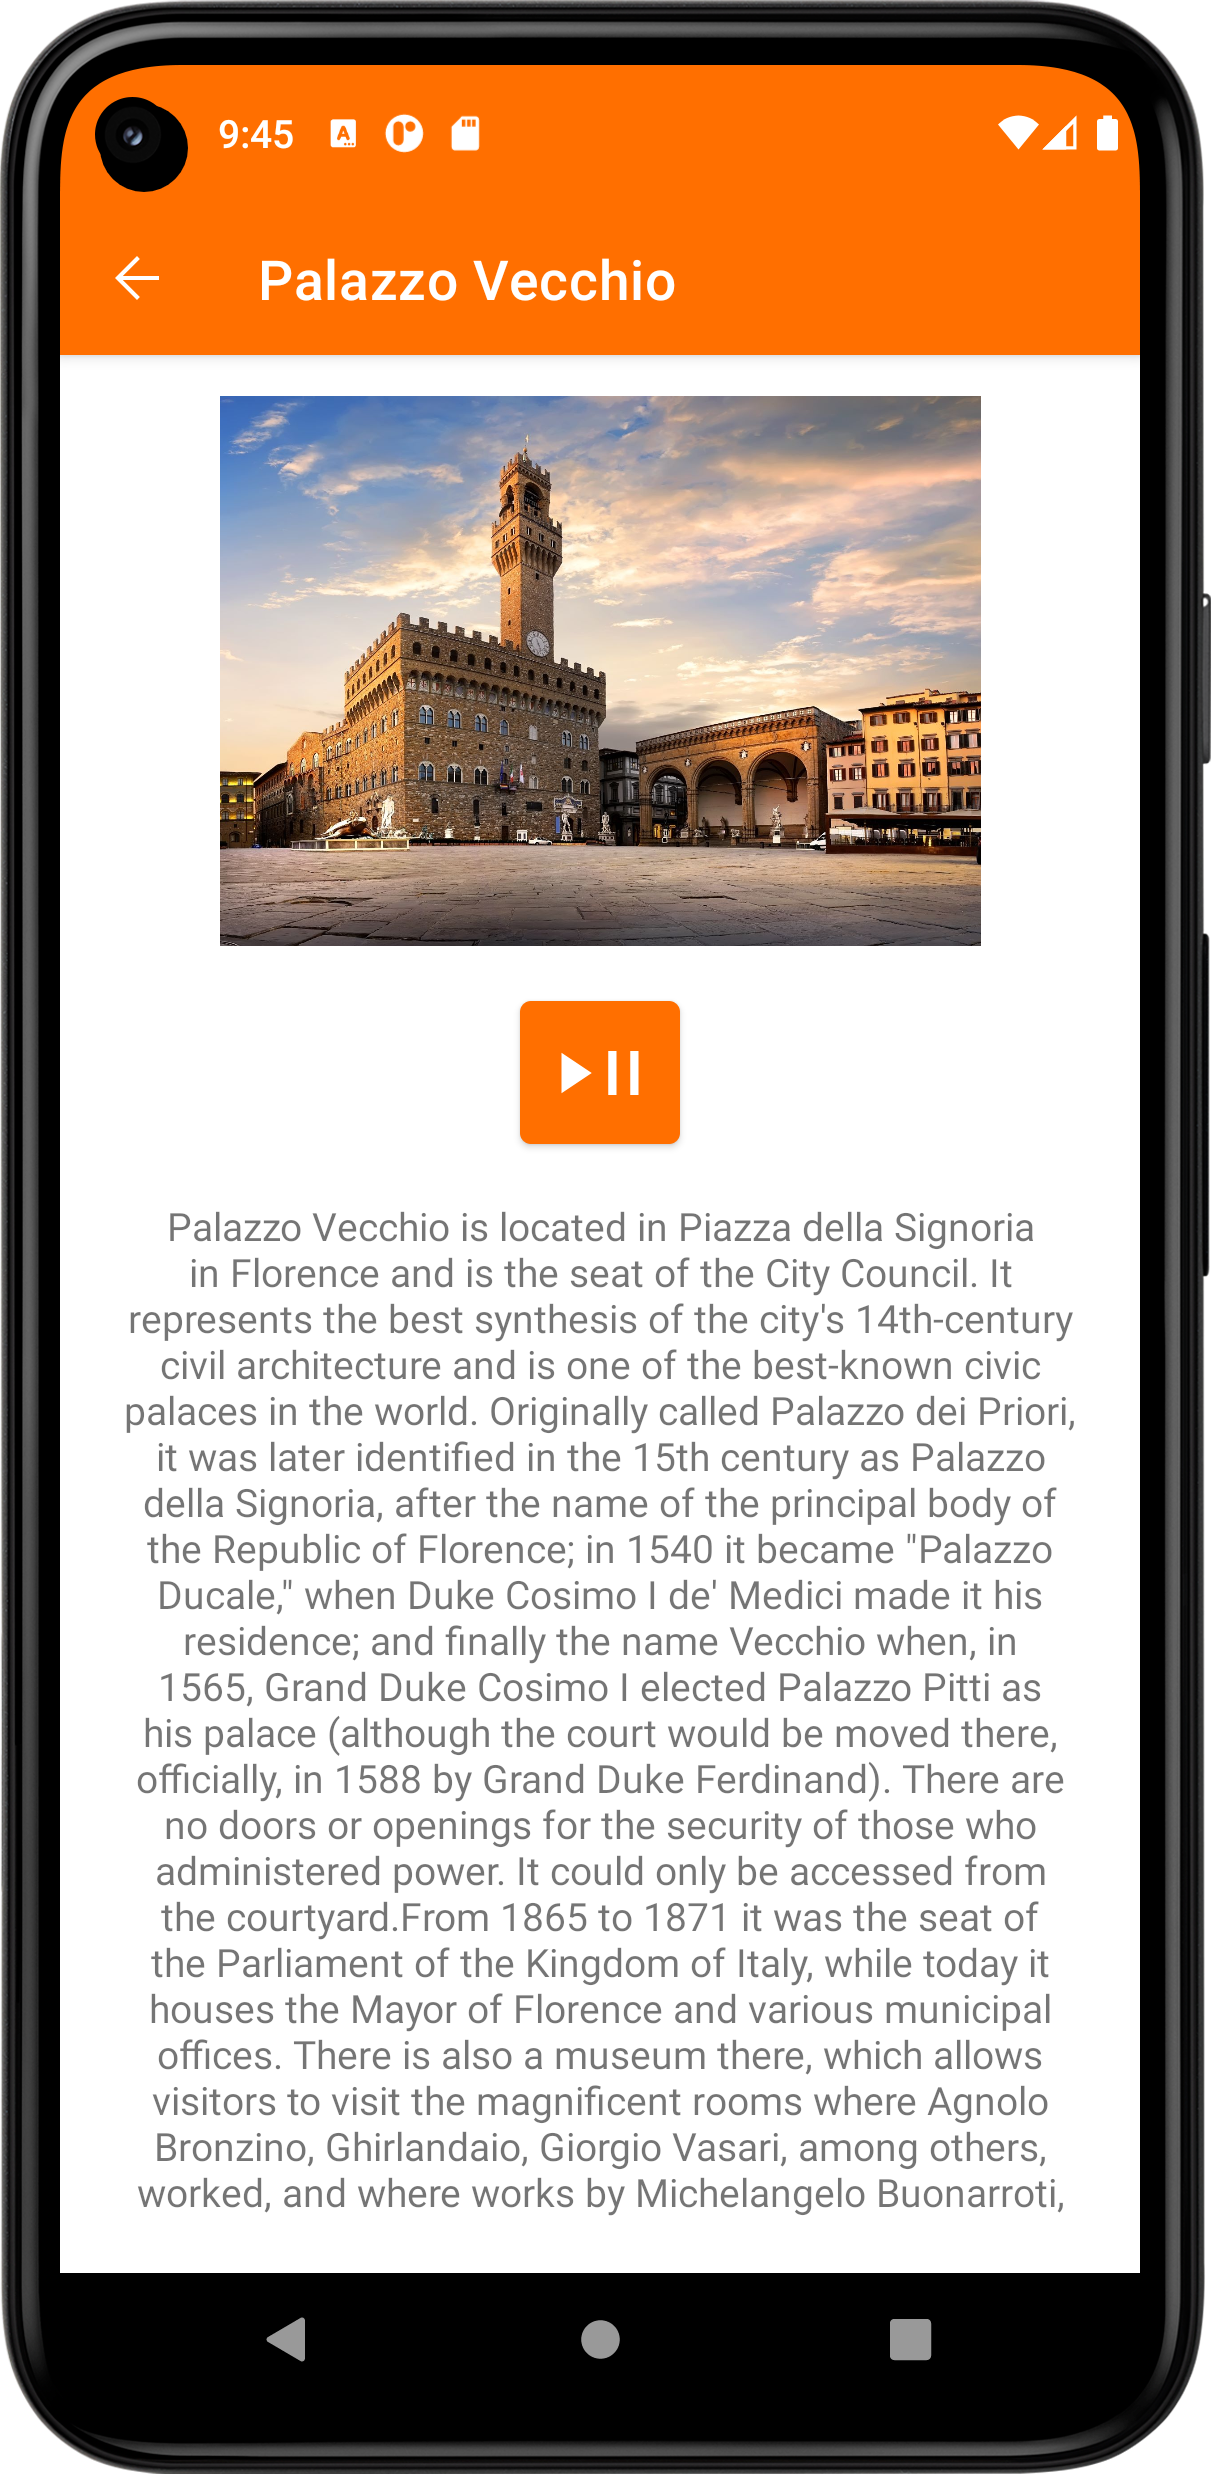 9:45
Palazzo Vecchio
Palazzo Vecchio is located in Piazza della Signoria
in Florence and is the seat of the City Council. It
represents the best synthesis of the city's 14th-century
civil architecture and is one of the best-known civic
palaces in the world. Originally called Palazzo dei Priori,
it was later identified in the 15th century as Palazzo
della Signoria, after the name of the principal body of
the Republic of Florence; in 1540 it became "Palazzo
Ducale," when Duke Cosimo I de' Medici made it his
residence; and finally the name Vecchio when, in
1565, Grand Duke Cosimo I elected Palazzo Pitti as
his palace (although the court would be moved there,
officially, in 1588 by Grand Duke Ferdinand). There are
no doors or openings for the security of those who
administered power. It could only be accessed from
the courtyard.From 1865 to 1871 it was the seat of
the Parliament of the Kingdom of Italy, while today it
houses the Mayor of Florence and various municipal
offices. There is also a museum there, which allows
visitors to visit the magnificent rooms where Agnolo
Bronzino, Ghirlandaio, Giorgio Vasari, among others,
worked, and where works by Michelangelo Buonarroti,